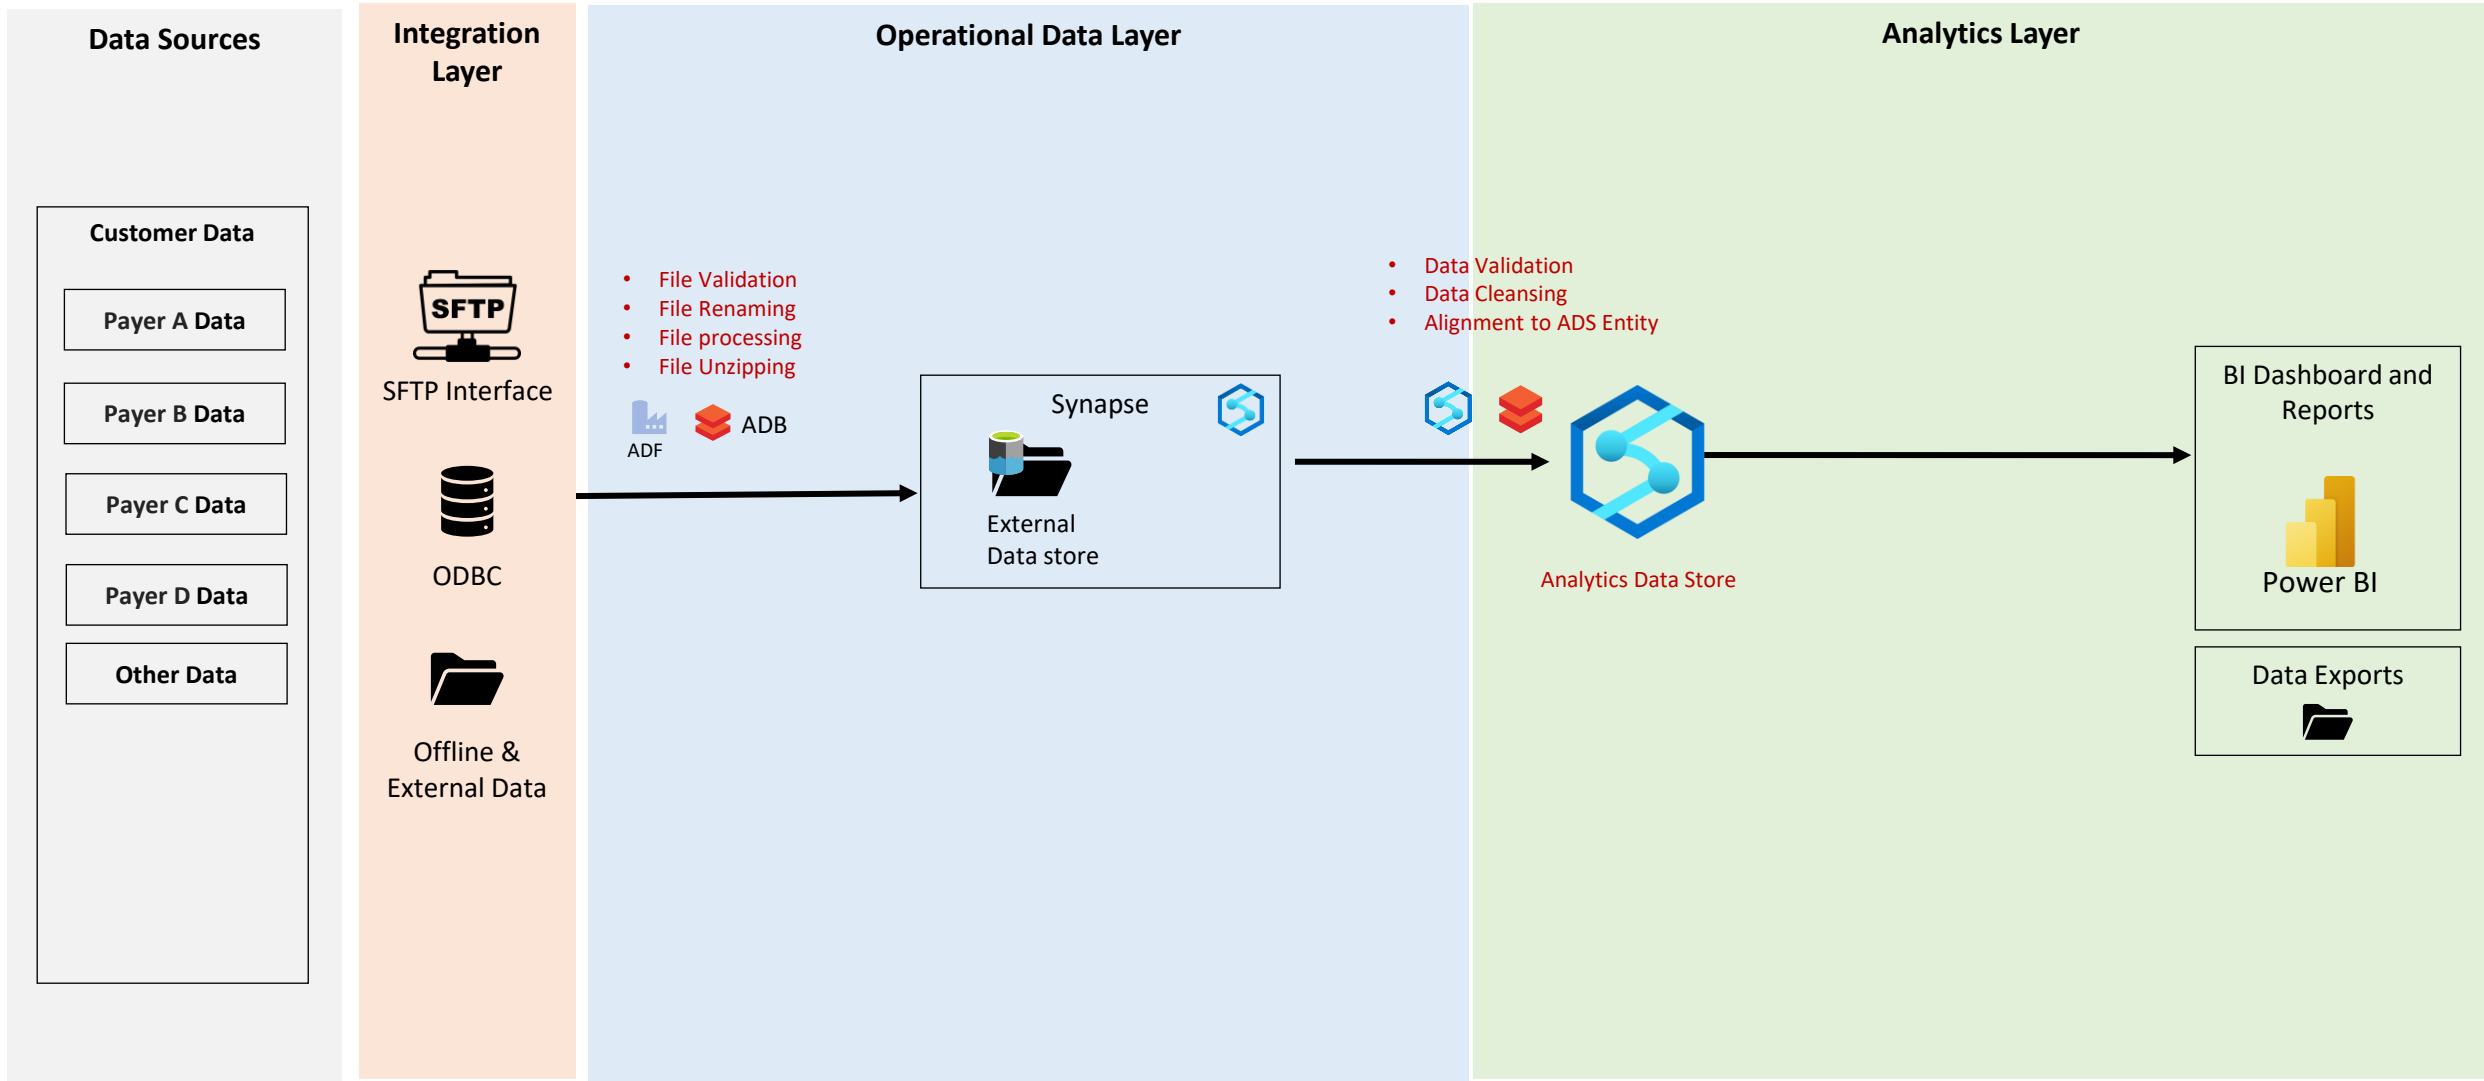 Data Sources
Customer Data
Payer A Data
Payer B Data
Payer C Data
Payer D Data
Other Data
Integration
Layer
SFTP
SFTP Interface
ODBC
Offline &
External Data
Operational Data Layer
• File Validation
• File Renaming
• File processing
• File Unzipping
ADF
ADB
Synapse
External
Data store
Analytics Layer
• Data Validation
• Data Cleansing
• Alignment to ADS Entity
Analytics Data Store
BI Dashboard and
Reports
Power BI
Data Exports